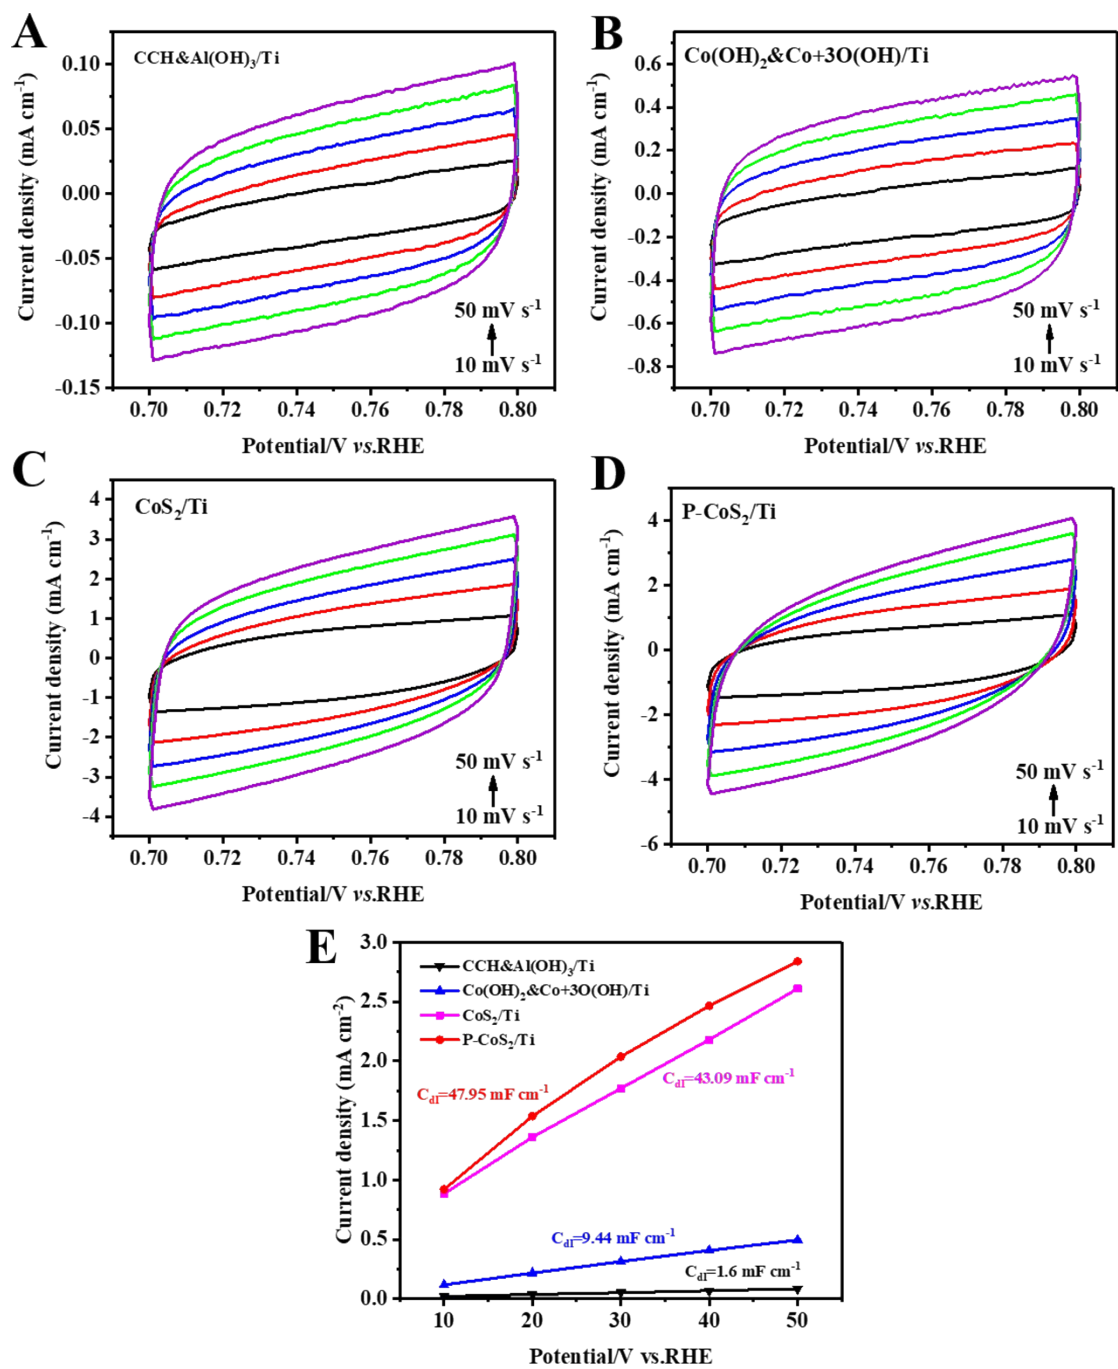 A
CCH&Al(OH)₃/Ti
Current density (mA cm⁻¹)
0.10
0.05
0.00
-0.05
-0.10
-0.15
50 mV s⁻¹
10 mV s⁻¹
0.70 0.72 0.74 0.76 0.78 0.80
Potential/V vs.RHE
B
Co(OH)₂&Co+3O(OH)/Ti
Current density (mA cm⁻¹)
0.6
0.4
0.2
0.0
-0.2
-0.4
-0.6
-0.8
50 mV s⁻¹
10 mV s⁻¹
0.70 0.72 0.74 0.76 0.78 0.80
Potential/V vs.RHE
C
CoS₂/Ti
Current density (mA cm⁻¹)
4
3
2
1
0
-1
-2
-3
-4
50 mV s⁻¹
10 mV s⁻¹
0.70 0.72 0.74 0.76 0.78 0.80
Potential/V vs.RHE
D
P-CoS₂/Ti
Current density (mA cm⁻¹)
4
2
0
-2
-4
-6
50 mV s⁻¹
10 mV s⁻¹
0.70 0.72 0.74 0.76 0.78 0.80
Potential/V vs.RHE
E
Current density (mA cm⁻²)
3.0
2.5
2.0
1.5
1.0
0.5
0.0
CCH&Al(OH)₃/Ti
Co(OH)₂&Co+3O(OH)/Ti
CoS₂/Ti
P-CoS₂/Ti
C_dl=43.09 mF cm⁻¹
C_dl=47.95 mF cm⁻¹
C_dl=9.44 mF cm⁻¹
C_dl=1.6 mF cm⁻¹
10 20 30 40 50
Potential/V vs.RHE